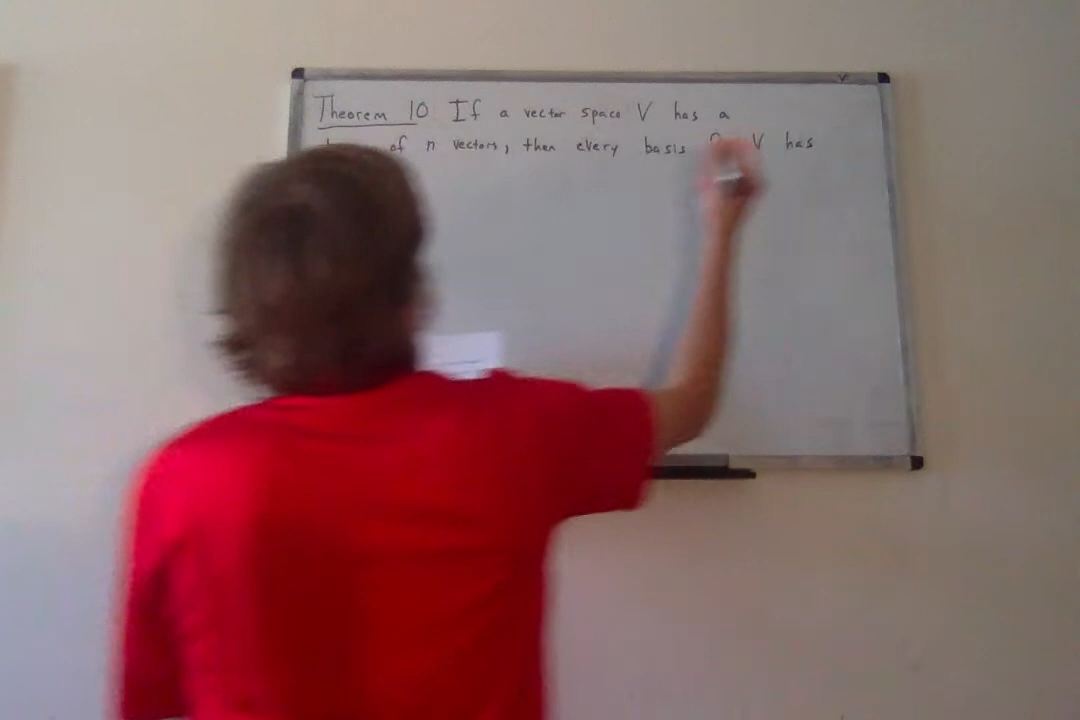 Theorem 10 If a vector space V has a
of n vectors, then every basis V has